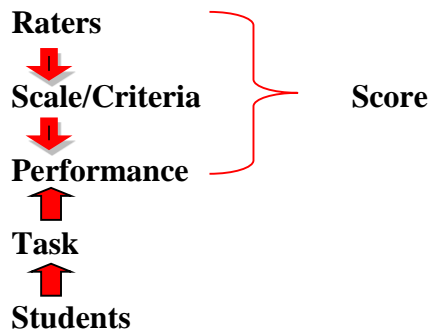 Raters
Scale/Criteria Score
Performance
Task
Students